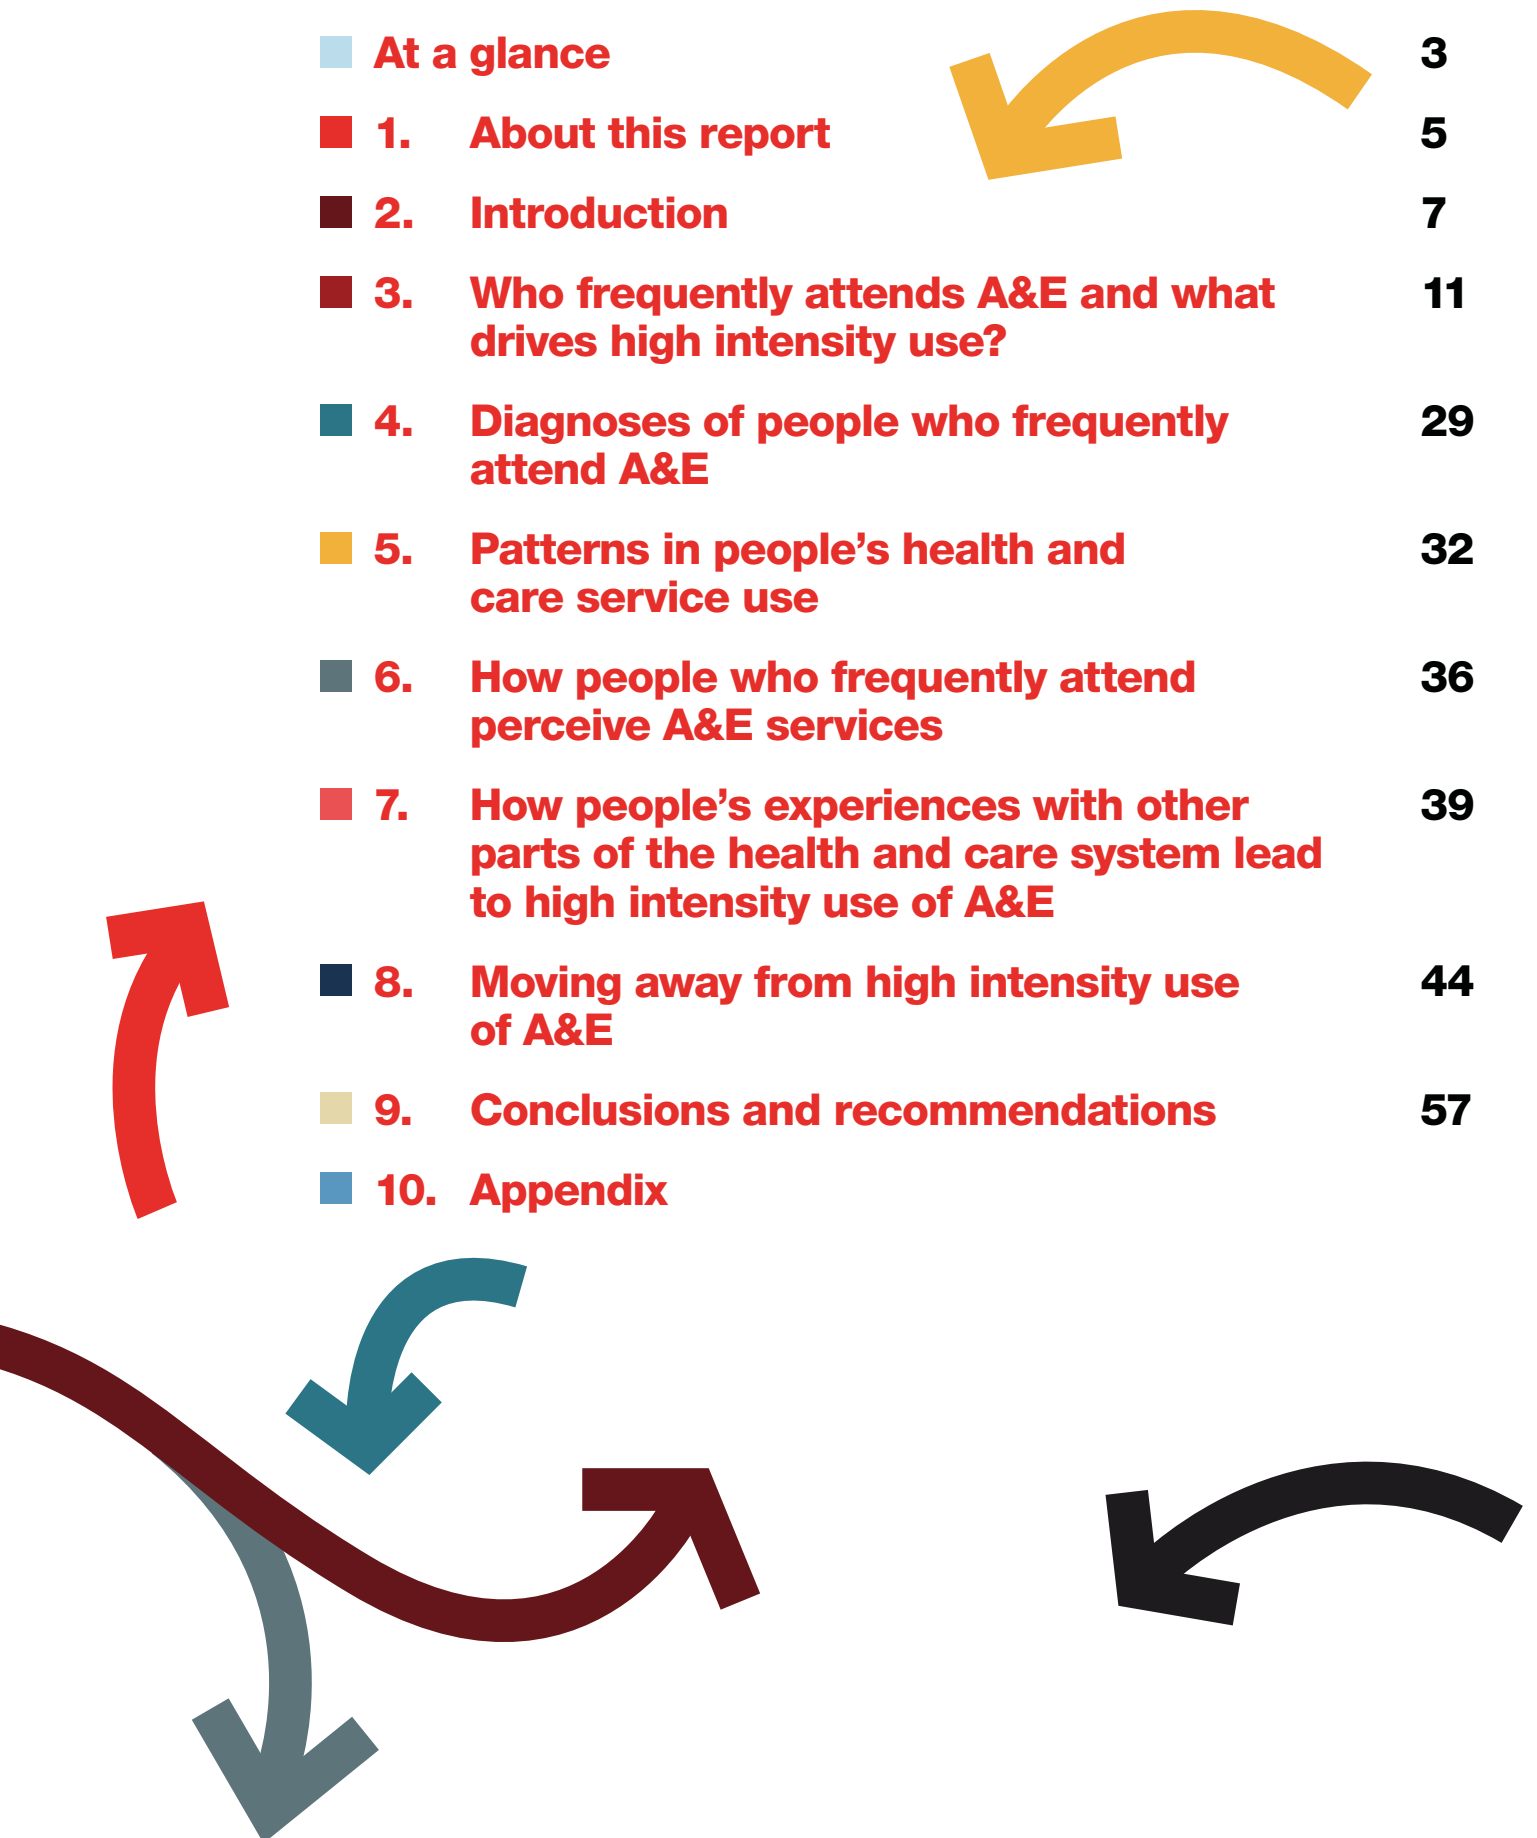 At a glance 3
1. About this report 5
2. Introduction 7
3. Who frequently attends A&E and what 11
drives high intensity use?
4. Diagnoses of people who frequently 29
attend A&E
5. Patterns in people’s health and 32
care service use
6. How people who frequently attend 36
perceive A&E services
7. How people’s experiences with other 39
parts of the health and care system lead
to high intensity use of A&E
8. Moving away from high intensity use 44
of A&E
9. Conclusions and recommendations 57
10. Appendix